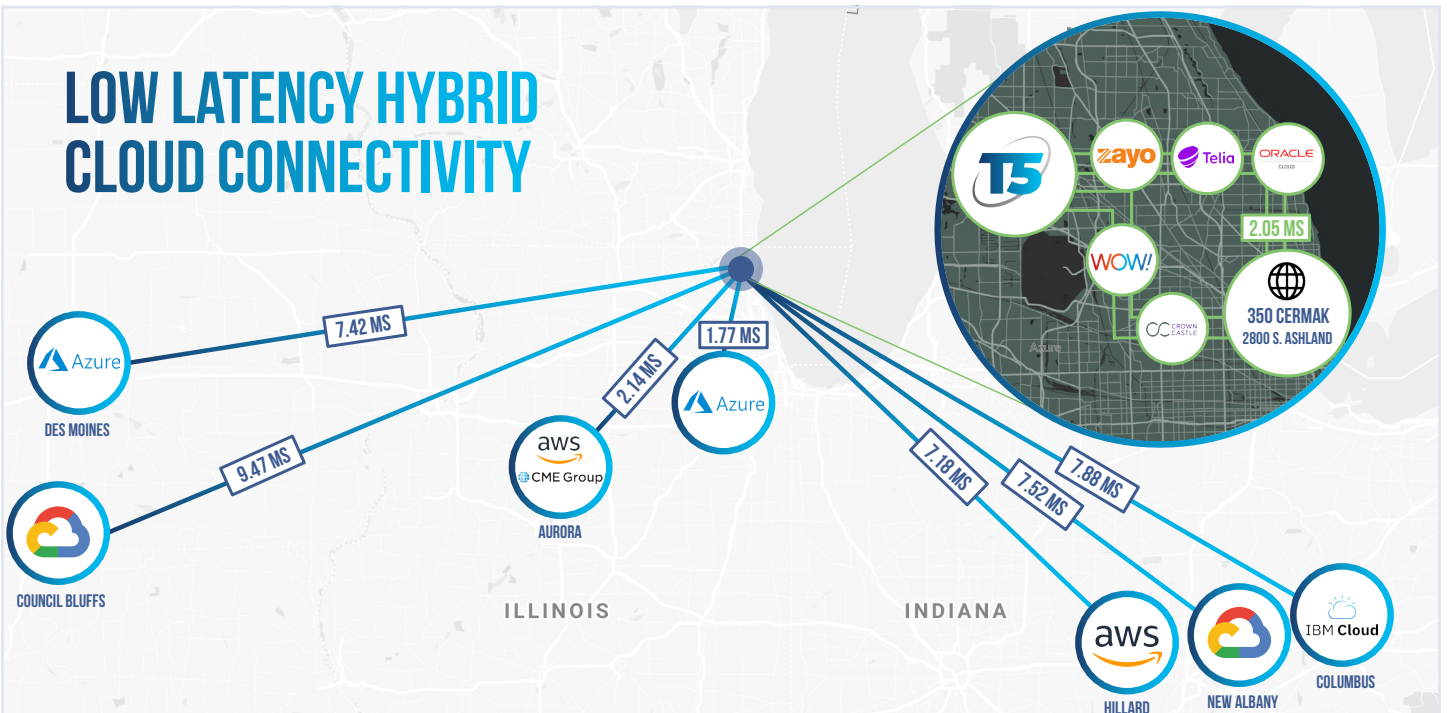 LOW LATENCY HYBRID
CLOUD CONNECTIVITY
T5
zayo
Telia
ORACLE
CLOUD
2.05 MS
WOW!
CROWN
CASTLE
350 CERMAK
2800 S. ASHLAND
Azure
7.42 MS
Azure
DES MOINES
9.47 MS
COUNCIL BLUFFS
2.14 MS
aws
CME Group
AURORA
1.77 MS
Azure
7.18 MS
7.52 MS
7.88 MS
ILLINOIS
INDIANA
aws
HILLARD
NEW ALBANY
IBM Cloud
COLUMBUS